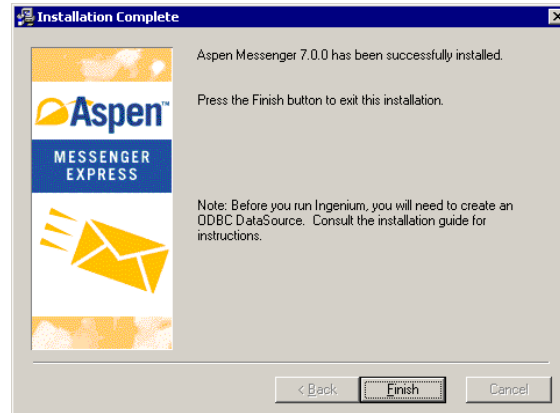 Installation Complete
Aspen Messenger 7.0.0 has been successfully installed.
Press the Finish button to exit this installation.
Aspen™
MESSENGER
EXPRESS
Note: Before you run Ingenium, you will need to create an
ODBC DataSource. Consult the installation guide for
instructions.
< Back
Finish
Cancel